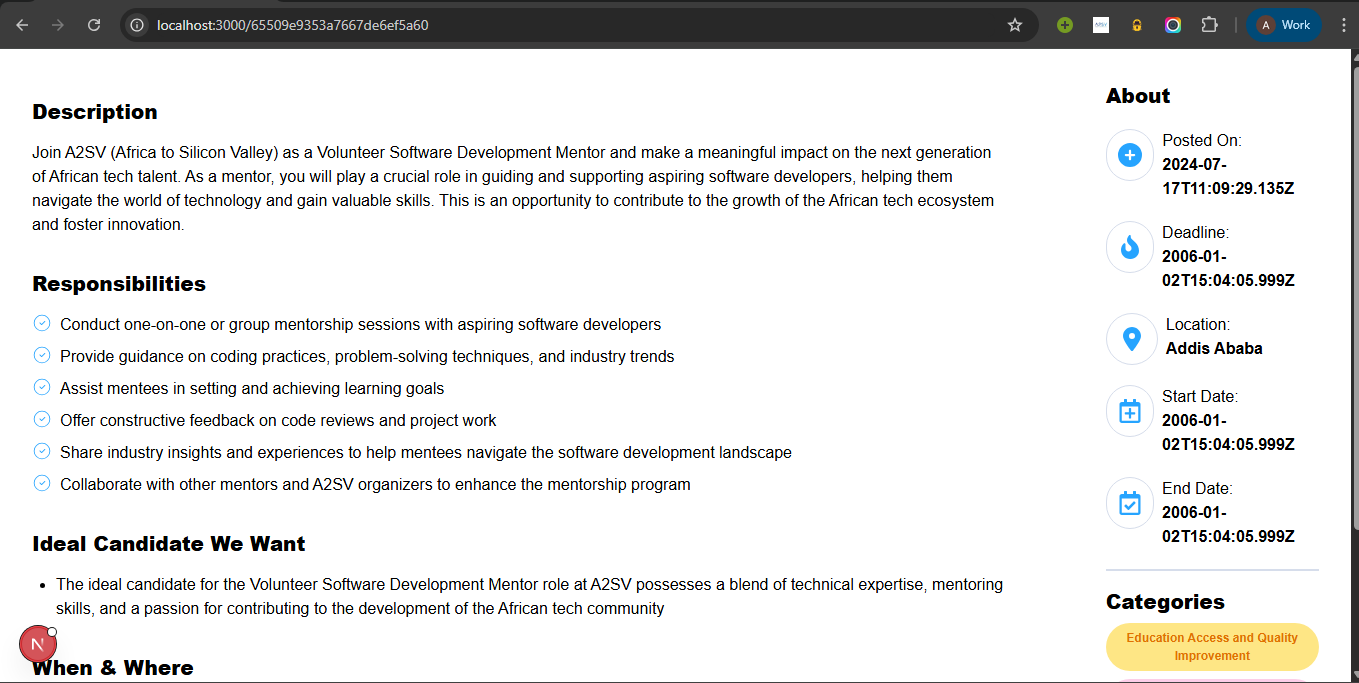 localhost:3000/65509e9353a7667de6ef5a60
A Work
Description
Join A2SV (Africa to Silicon Valley) as a Volunteer Software Development Mentor and make a meaningful impact on the next generation
of African tech talent. As a mentor, you will play a crucial role in guiding and supporting aspiring software developers, helping them
navigate the world of technology and gain valuable skills. This is an opportunity to contribute to the growth of the African tech ecosystem
and foster innovation.
Responsibilities
Conduct one-on-one or group mentorship sessions with aspiring software developers
Provide guidance on coding practices, problem-solving techniques, and industry trends
Assist mentees in setting and achieving learning goals
Offer constructive feedback on code reviews and project work
Share industry insights and experiences to help mentees navigate the software development landscape
Collaborate with other mentors and A2SV organizers to enhance the mentorship program
Ideal Candidate We Want
• The ideal candidate for the Volunteer Software Development Mentor role at A2SV possesses a blend of technical expertise, mentoring
skills, and a passion for contributing to the development of the African tech community
N
When & Where
About
Posted On:
2024-07-
17T11:09:29.135Z
Deadline:
2006-01-
02T15:04:05.999Z
Location:
Addis Ababa
Start Date:
2006-01-
02T15:04:05.999Z
End Date:
2006-01-
02T15:04:05.999Z
Categories
Education Access and Quality
Improvement